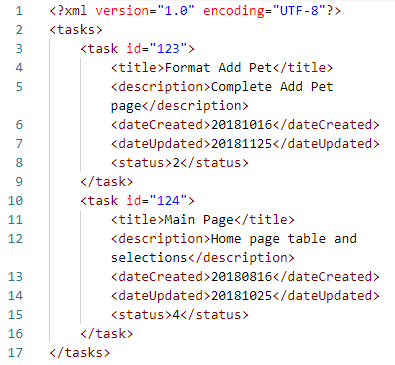 1 <?xml version="1.0" encoding="UTF-8"?>
2 <tasks>
3 <task id="123">
4 <title>Format Add Pet</title>
5 <description>Complete Add Pet
page</description>
6 <dateCreated>20181016</dateCreated>
7 <dateUpdated>20181125</dateUpdated>
8 <status>2</status>
9 </task>
10 <task id="124">
11 <title>Main Page</title>
12 <description>Home page table and
selections</description>
13 <dateCreated>20180816</dateCreated>
14 <dateUpdated>20181025</dateUpdated>
15 <status>4</status>
16 </task>
17 </tasks>